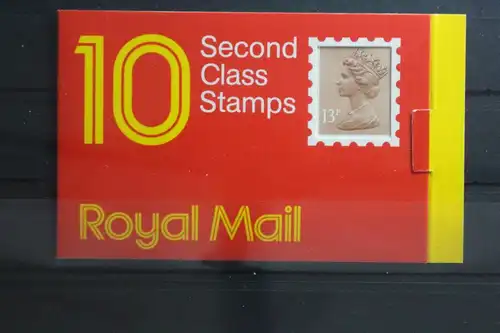 10
Second
Class
Stamps
13P
Royal Mail